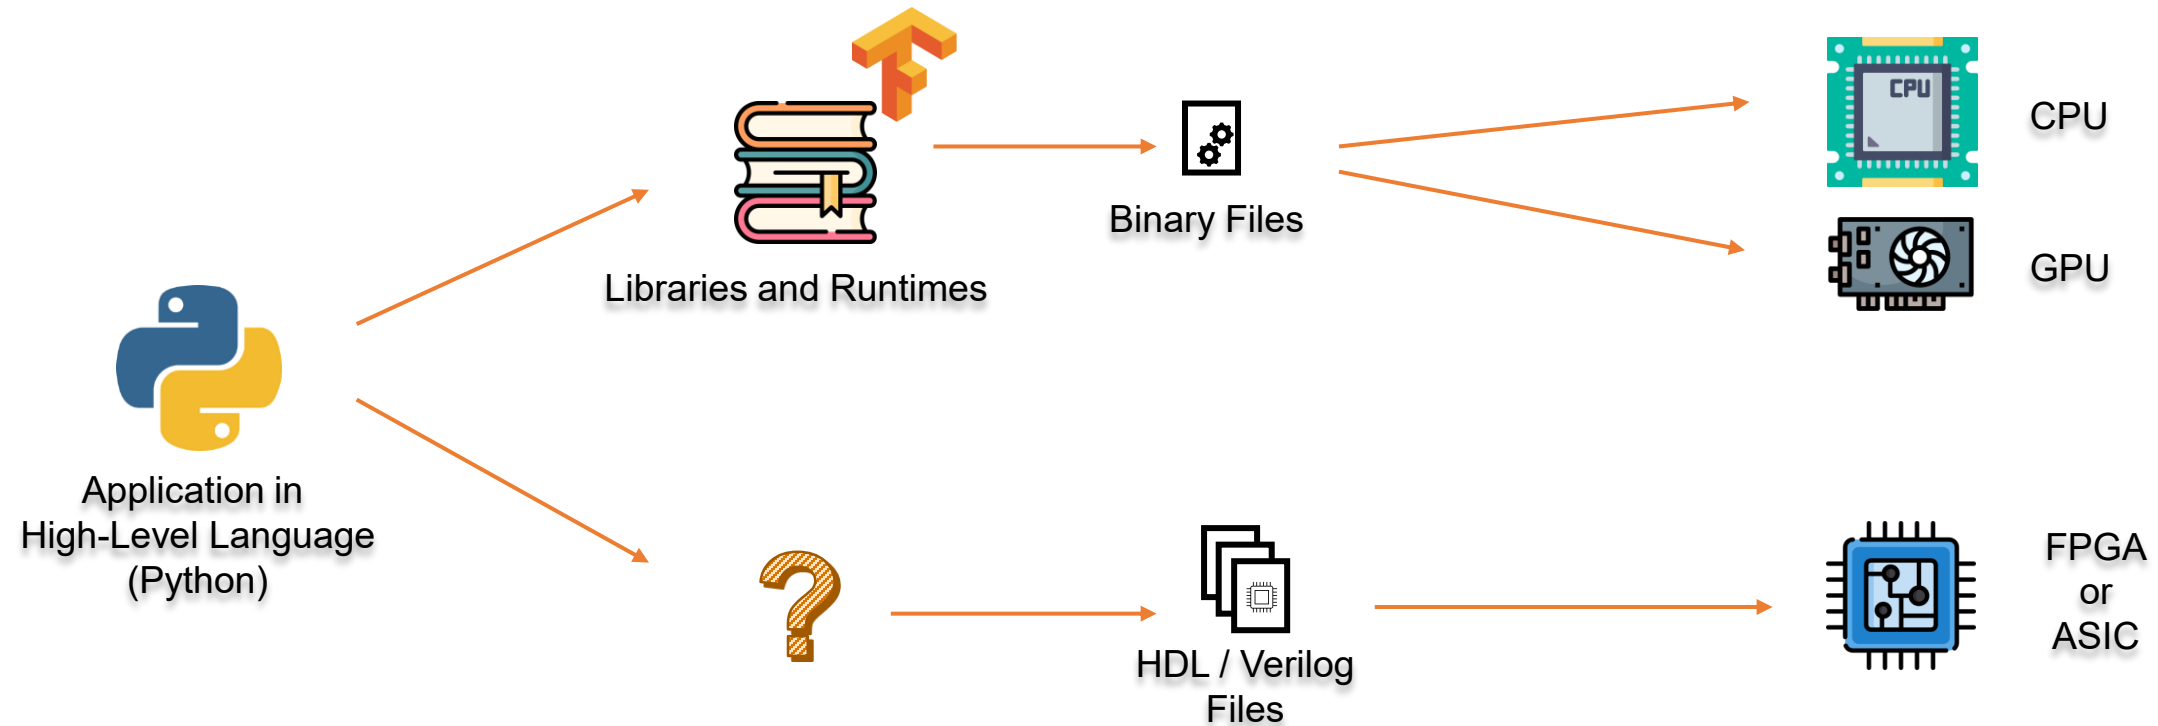 CPU
CPU
Binary Files
GPU
Libraries and Runtimes
Application in
High-Level Language
(Python)
?
HDL / Verilog
Files
FPGA
or
ASIC